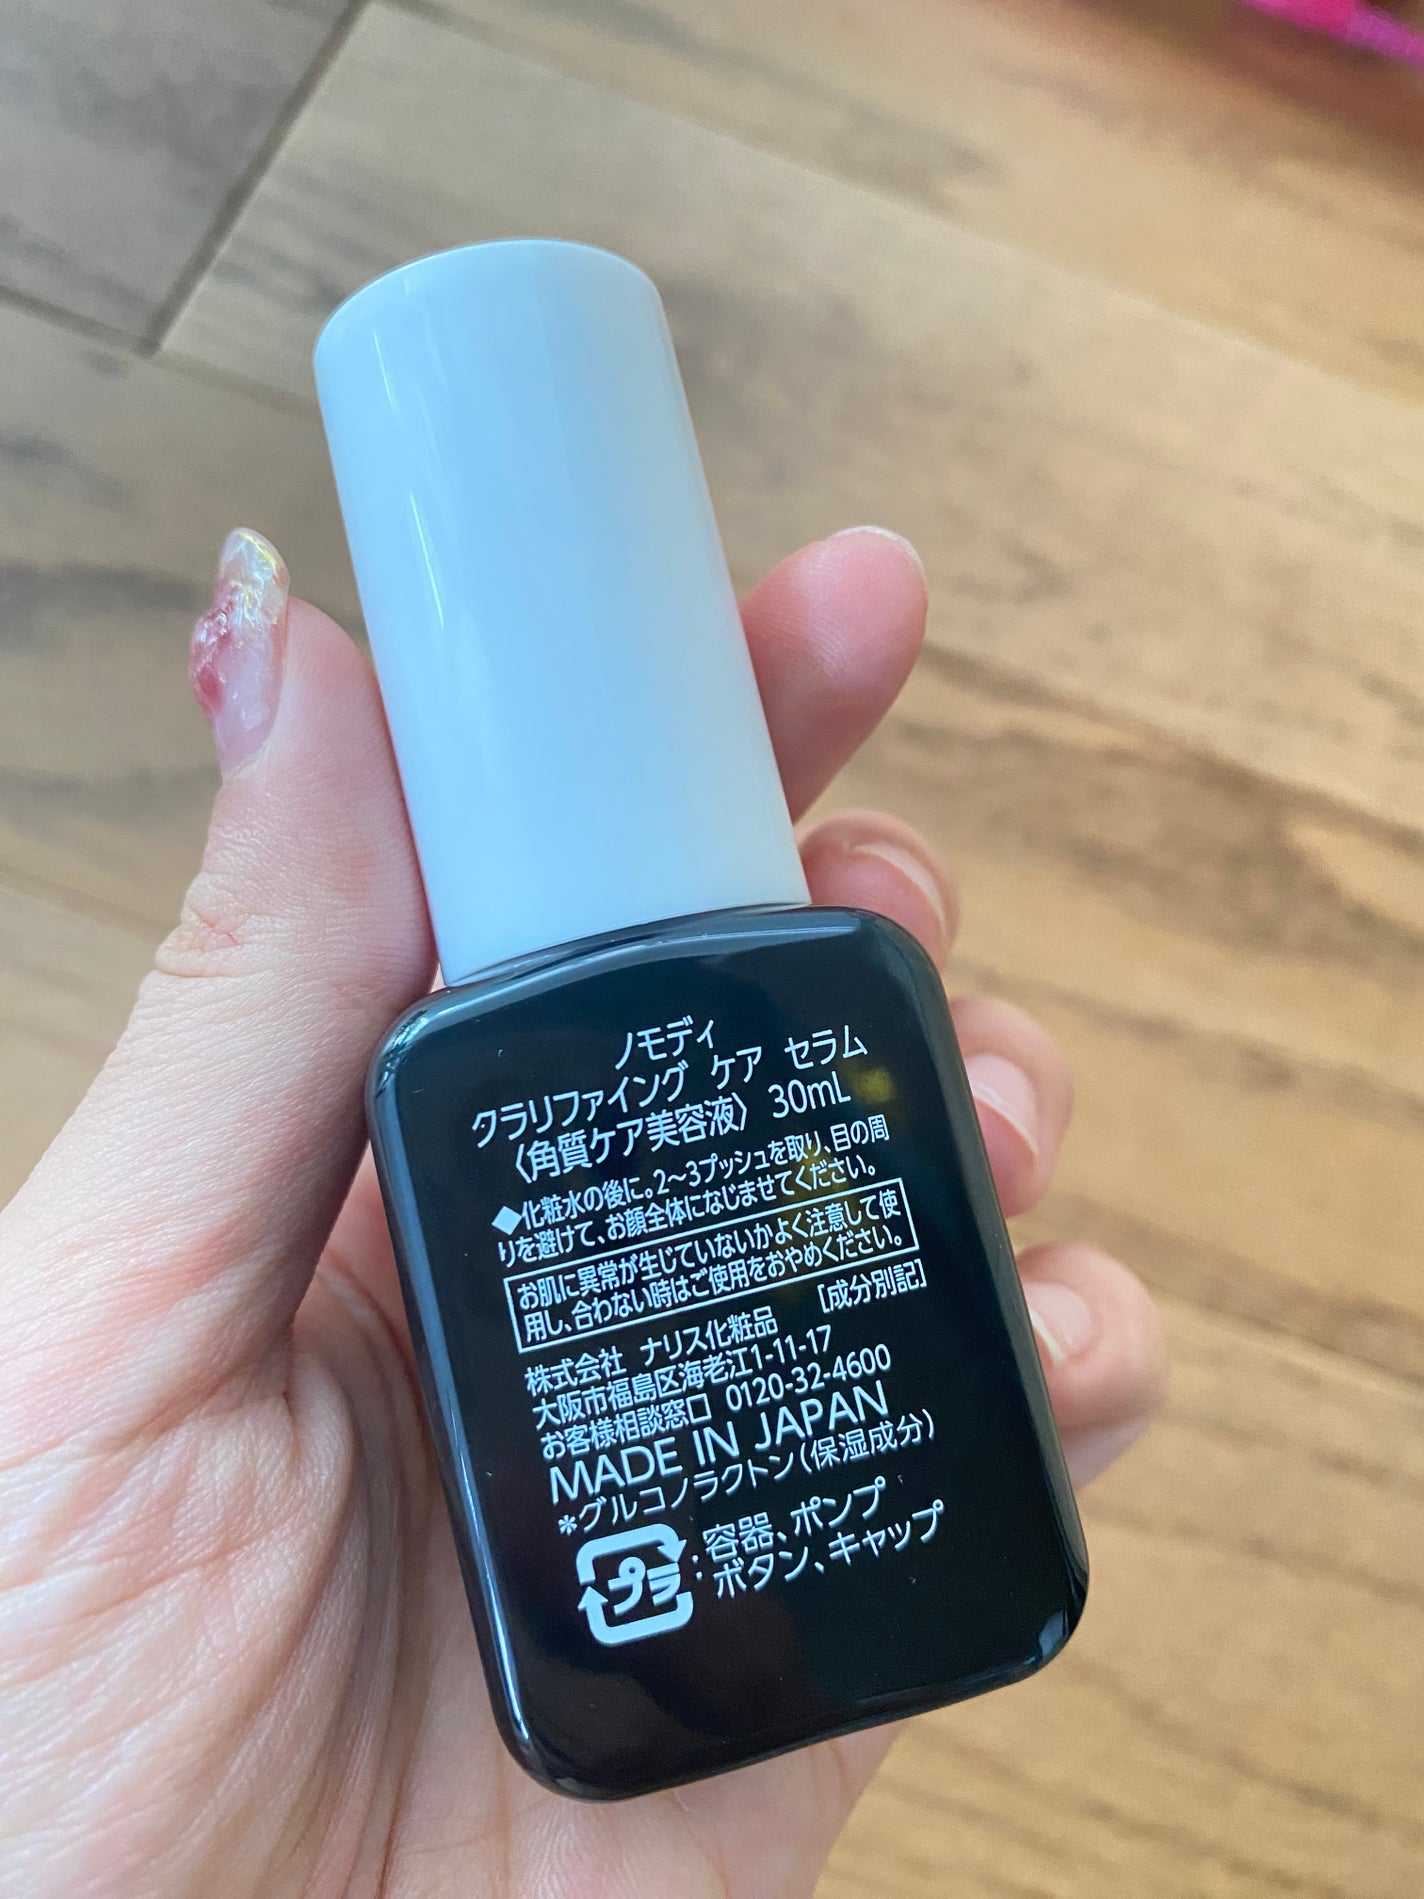 ノモディ
クラリファイング ケア セラム
〈角質ケア美容液〉 30mL
◆化粧水の後に。2～3プッシュを取り、目の周
りを避けて、お顔全体になじませてください。
お肌に異常が生じていないかよく注意して使
用し、合わない時はご使用をおやめください。
[成分別記]
株式会社 ナリス化粧品
大阪市福島区海老江1-11-17
お客様相談窓口 0120-32-4600
MADE IN JAPAN
*グルコノラクトン(保湿成分)
プラ:容器、ポンプ
ボタン、キャップ